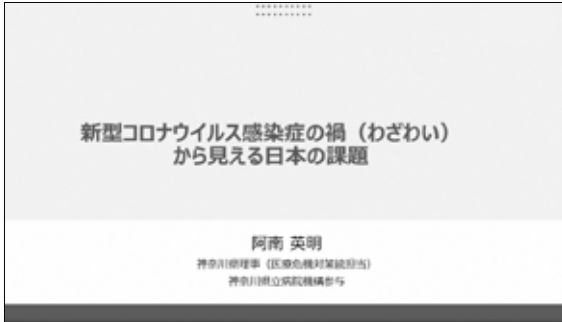 新型コロナウイルス感染症の禍（わざわい）
から見える日本の課題
阿南 英明
神奈川県理事（医療危機対策統括担当）
神奈川県立病院機構参与